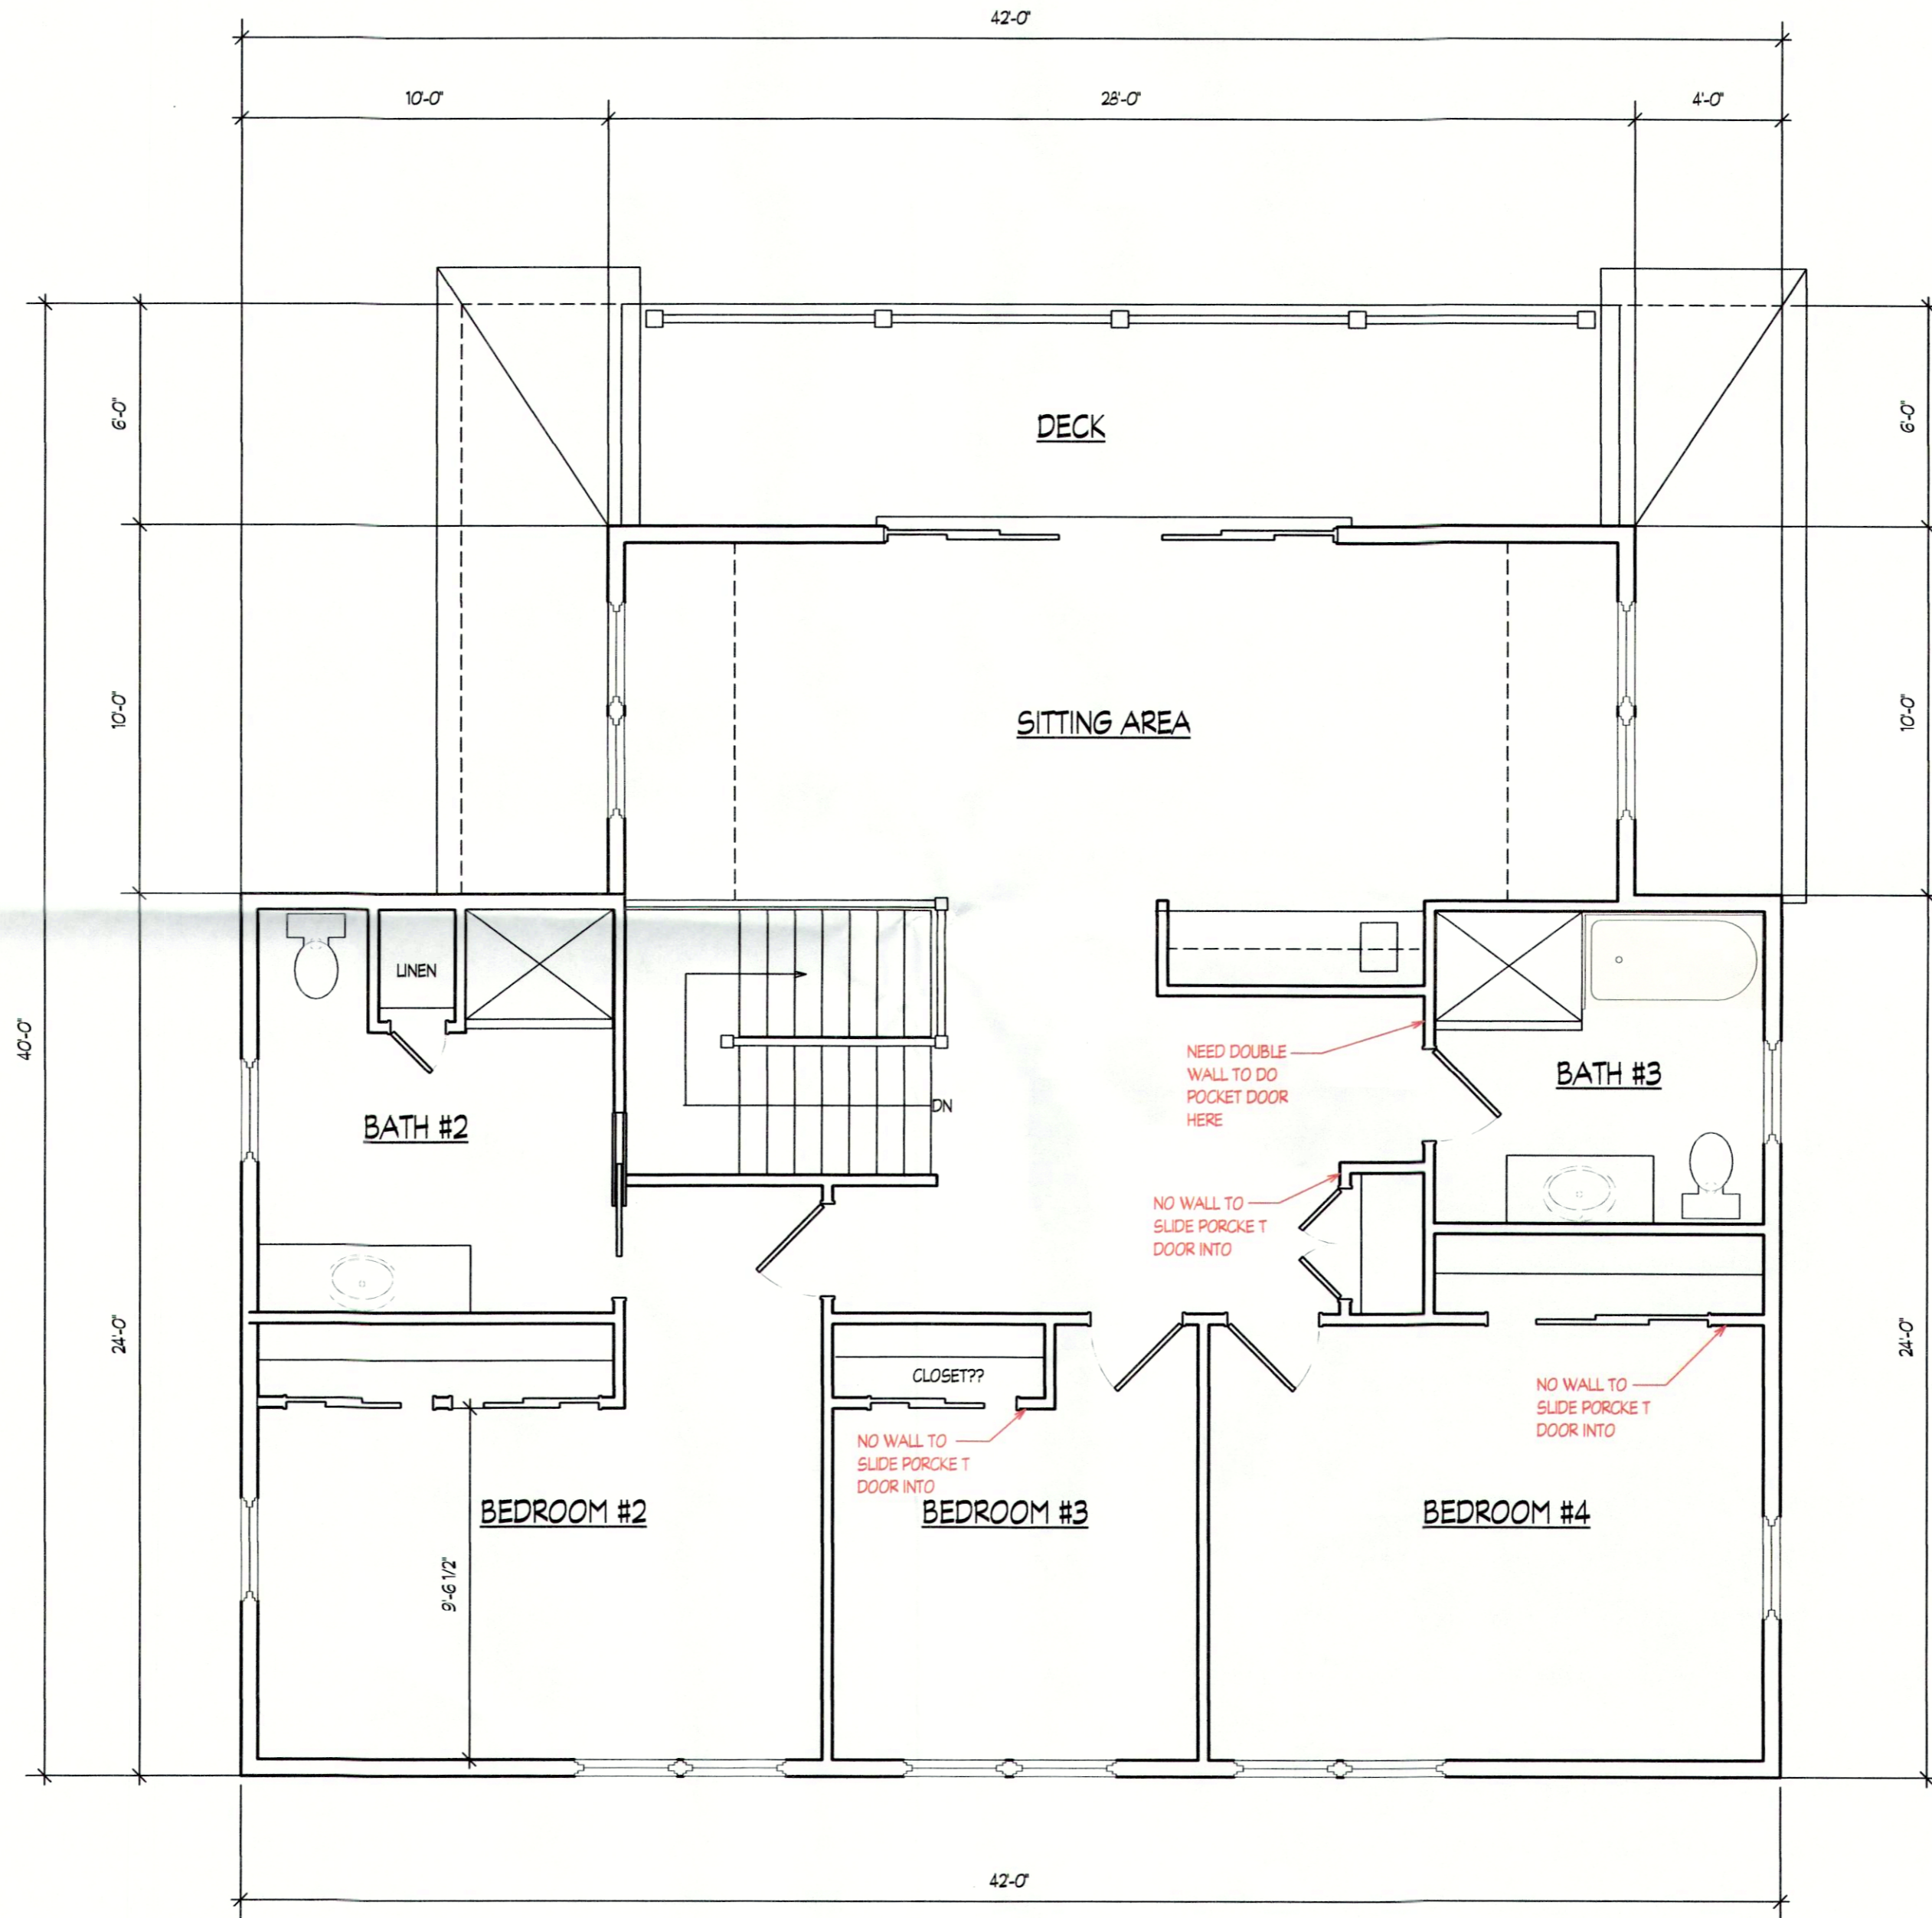 42'-0"
10'-0"
28'-0"
4'-0"
6'-0"
6'-0"
DECK
10'-0"
SITTING AREA
10'-0"
LINEN
40'-0"
NEED DOUBLE
WALL TO DO
POCKET DOOR
HERE
BATH #3
DN
BATH #2
NO WALL TO
SLIDE PORCKE T
DOOR INTO
24'-0"
24'-0"
CLOSET??
NO WALL TO
SLIDE PORCKE T
DOOR INTO
NO WALL TO
SLIDE PORCKE T
DOOR INTO
BEDROOM #2
BEDROOM #3
BEDROOM #4
9'-6 1/2"
42'-0"